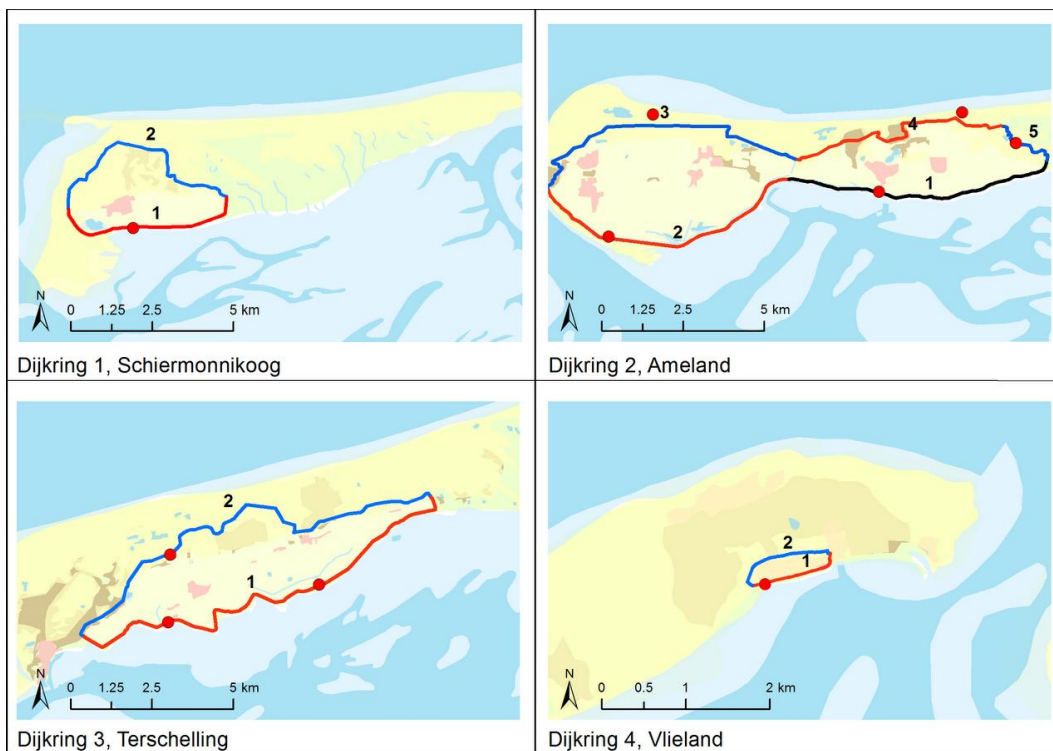 2
1
N
0 1.25 2.5 5 km
Dijkring 1, Schiermonnikoog
3
4
5
1
2
N
0 1.25 2.5 5 km
Dijkring 2, Ameland
2
1
N
0 1.25 2.5 5 km
Dijkring 3, Terschelling
2
1
N
0 0.5 1 2 km
Dijkring 4, Vlieland